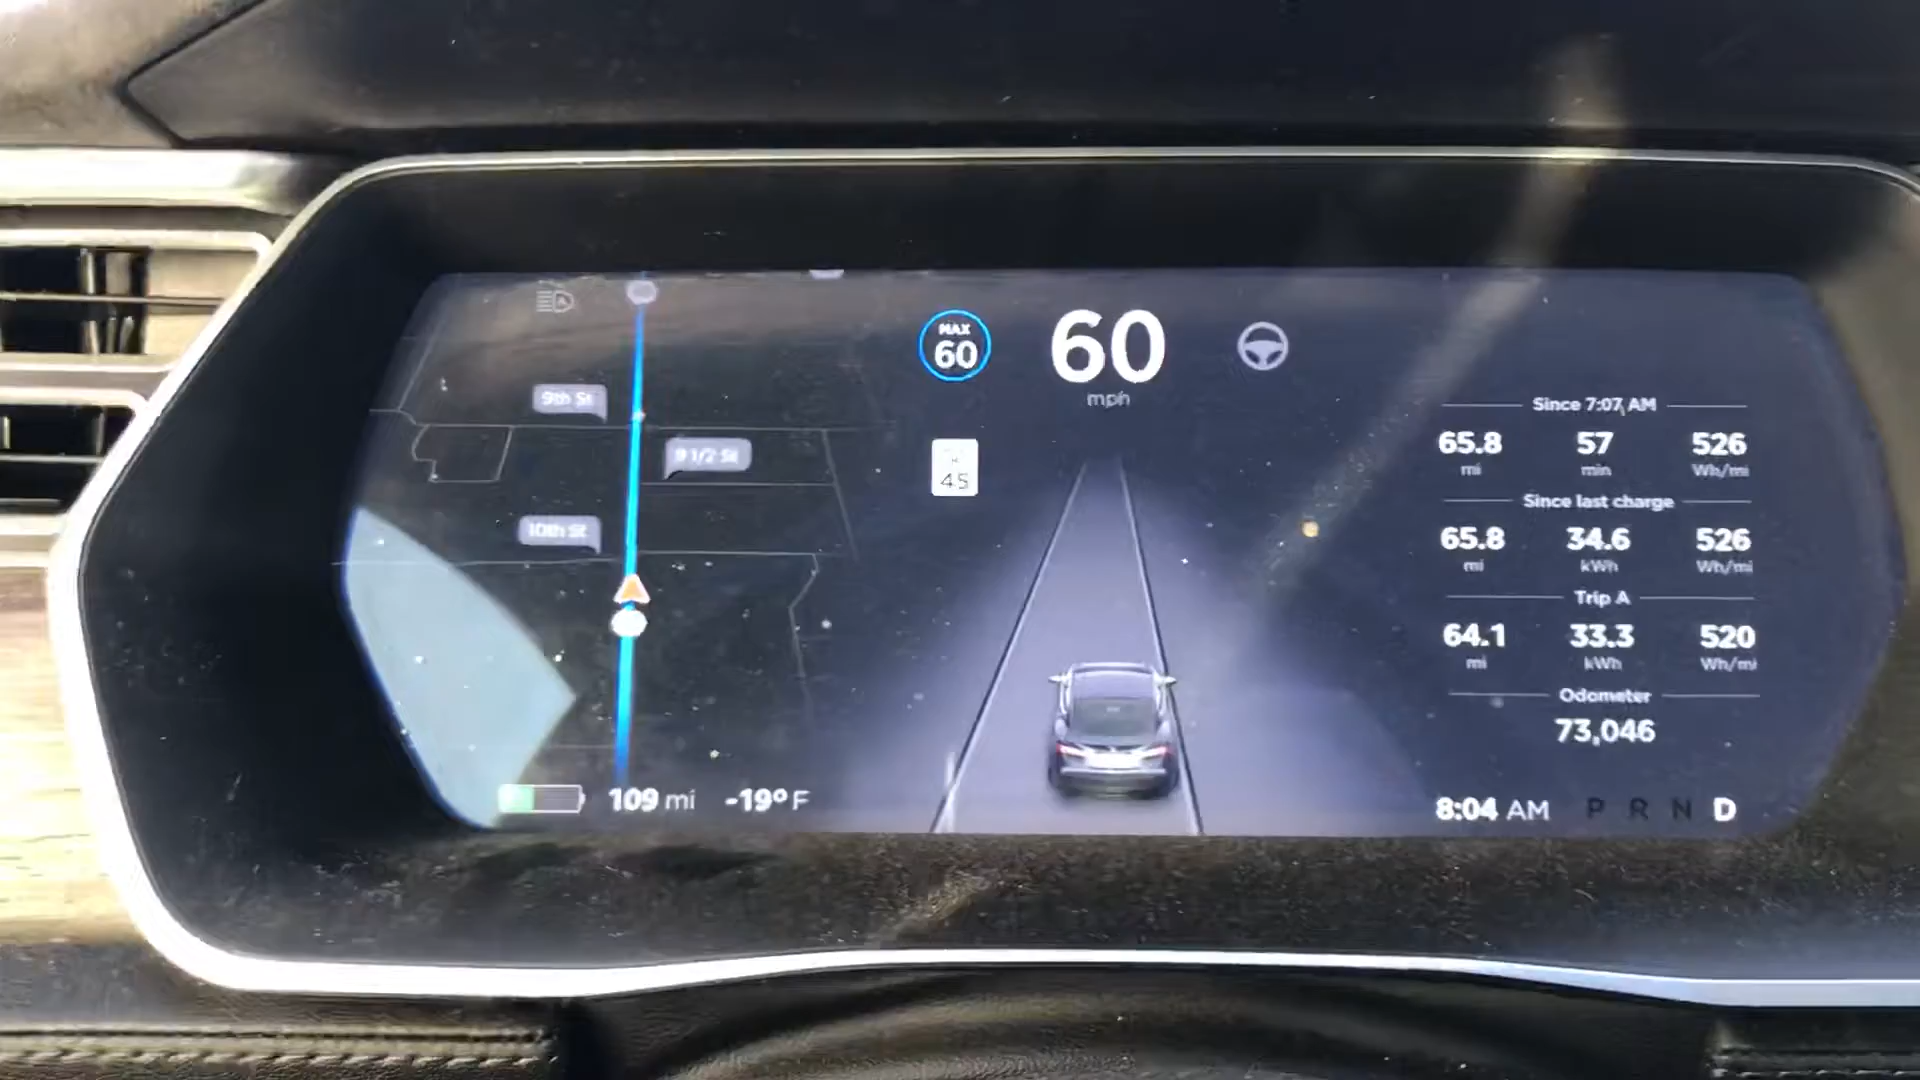 MAX
60
60
mph
9th St
9 1/2 St
10th St
45
Since 7:07 AM
65.8 57 526
mi min Wh/mi
Since last charge
65.8 34.6 526
mi kWh Wh/mi
Trip A
64.1 33.3 520
mi kWh Wh/mi
Odometer
73,046
109 mi -19° F
8:04 AM P R N D